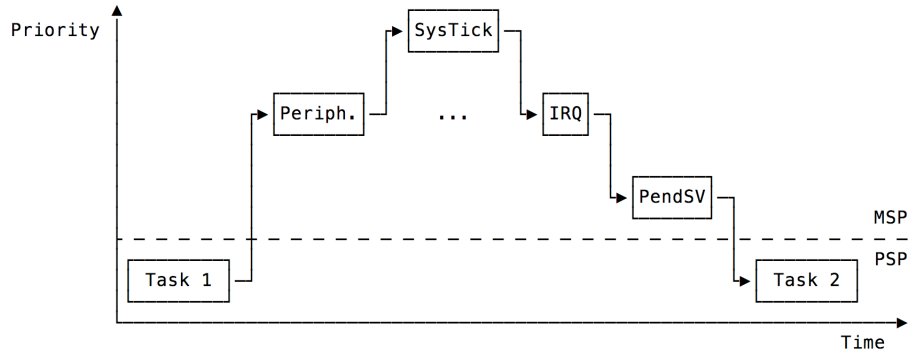 Priority
SysTick
Periph. ... IRQ
PendSV
MSP
PSP
Task 1 Task 2
Time